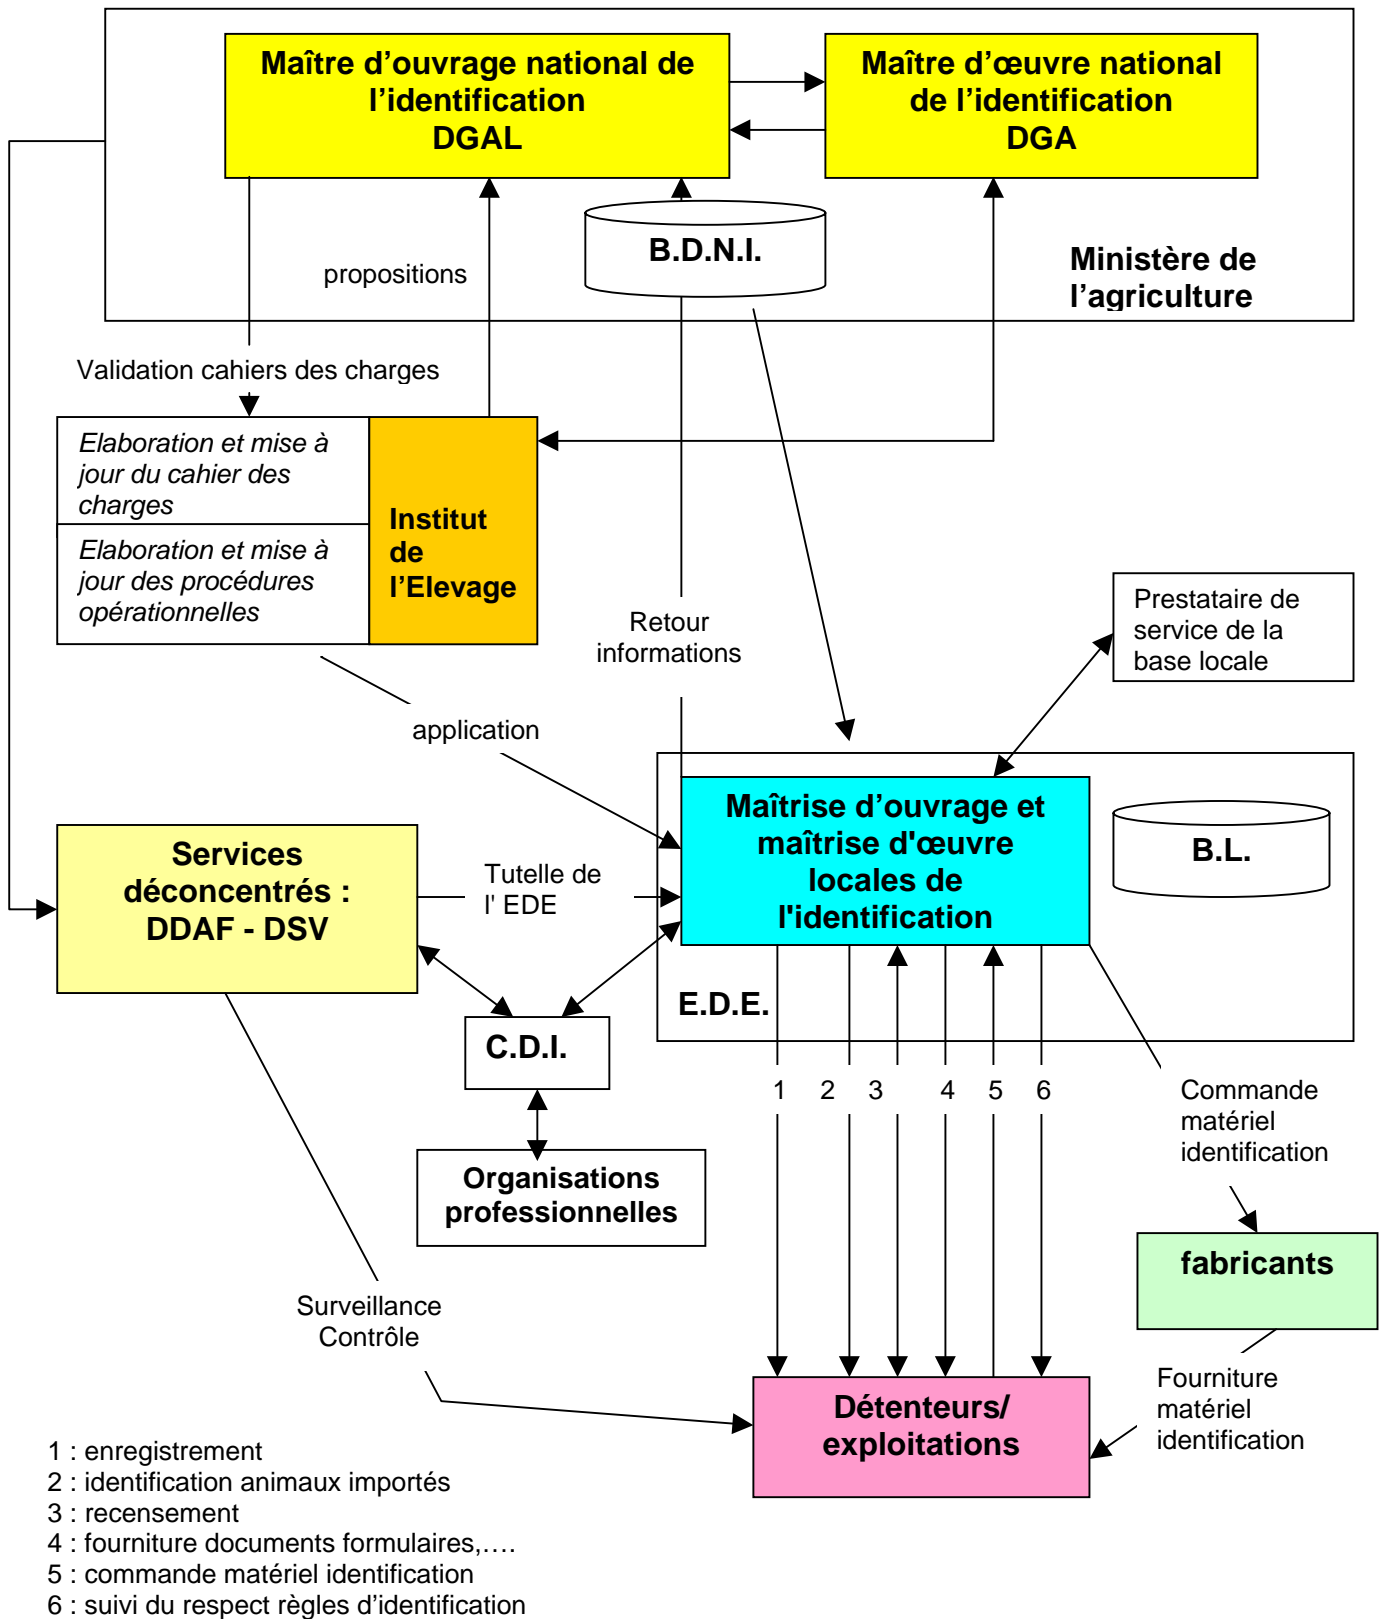 Maître d'ouvrage national de
l'identification
DGAL
Maître d'œuvre national
de l'identification
DGA
B.D.N.I.
Ministère de
l'agriculture
propositions
Validation cahiers des charges
Elaboration et mise à
jour du cahier des
charges
Elaboration et mise à
jour des procédures
opérationnelles
Institut
de
l'Elevage
Retour
informations
Prestataire de
service de la
base locale
application
Maîtrise d'ouvrage et
maîtrise d'œuvre
locales de
l'identification
B.L.
Services
déconcentrés :
DDAF - DSV
Tutelle de
l' EDE
E.D.E.
C.D.I.
1 2 3 4 5 6
Commande
matériel
identification
Organisations
professionnelles
fabricants
Surveillance
Contrôle
Fourniture
matériel
identification
Détenteurs/
exploitations
1 : enregistrement
2 : identification animaux importés
3 : recensement
4 : fourniture documents formulaires,….
5 : commande matériel identification
6 : suivi du respect règles d'identification